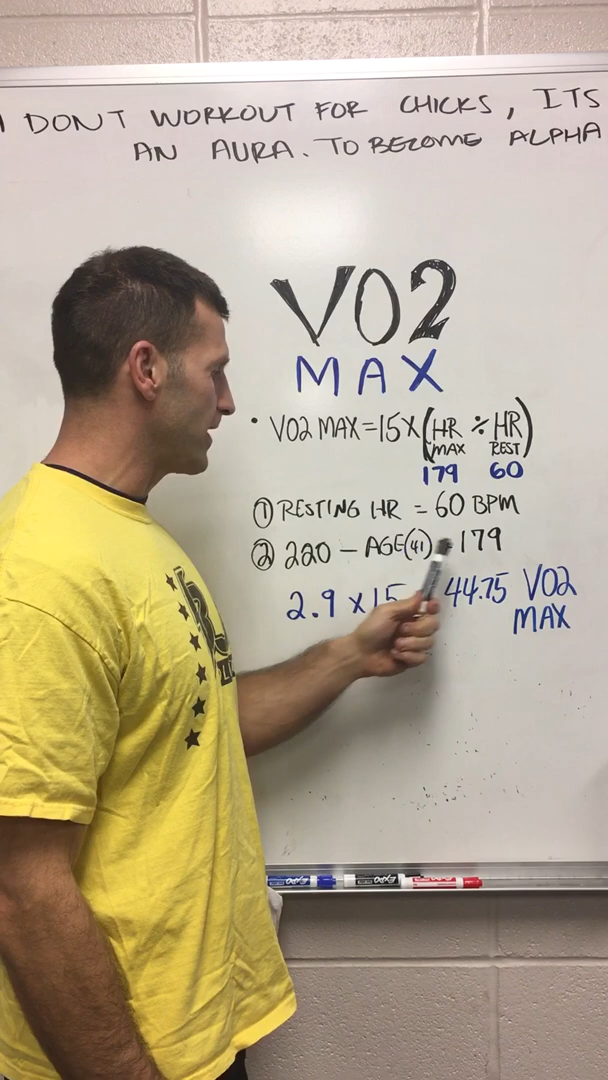 I DONT WORKOUT FOR CHICKS, ITS
AN AURA. TO BECOME ALPHA
VO2
MAX
• VO2 MAX = 15 X (HR MAX ÷ HR REST)
179 60
① RESTING HR = 60 BPM
② 220 - AGE(41) = 179
2.9 X 15 44.75 VO2
MAX
EXPO EXPO